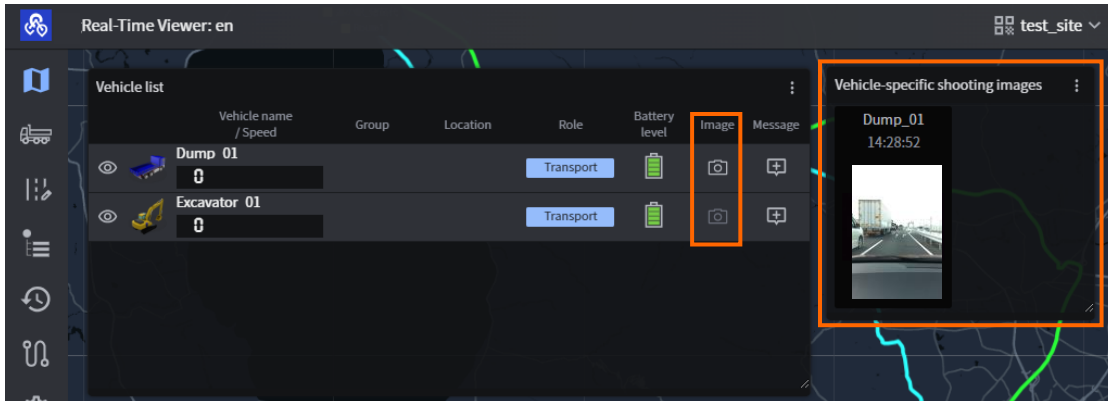 Real-Time Viewer: en
test_site
Vehicle list
Vehicle name
/ Speed
Group
Location
Role
Battery
level
Image
Message
Dump_01
0
Transport
Excavator_01
0
Transport
Vehicle-specific shooting images
Dump_01
14:28:52